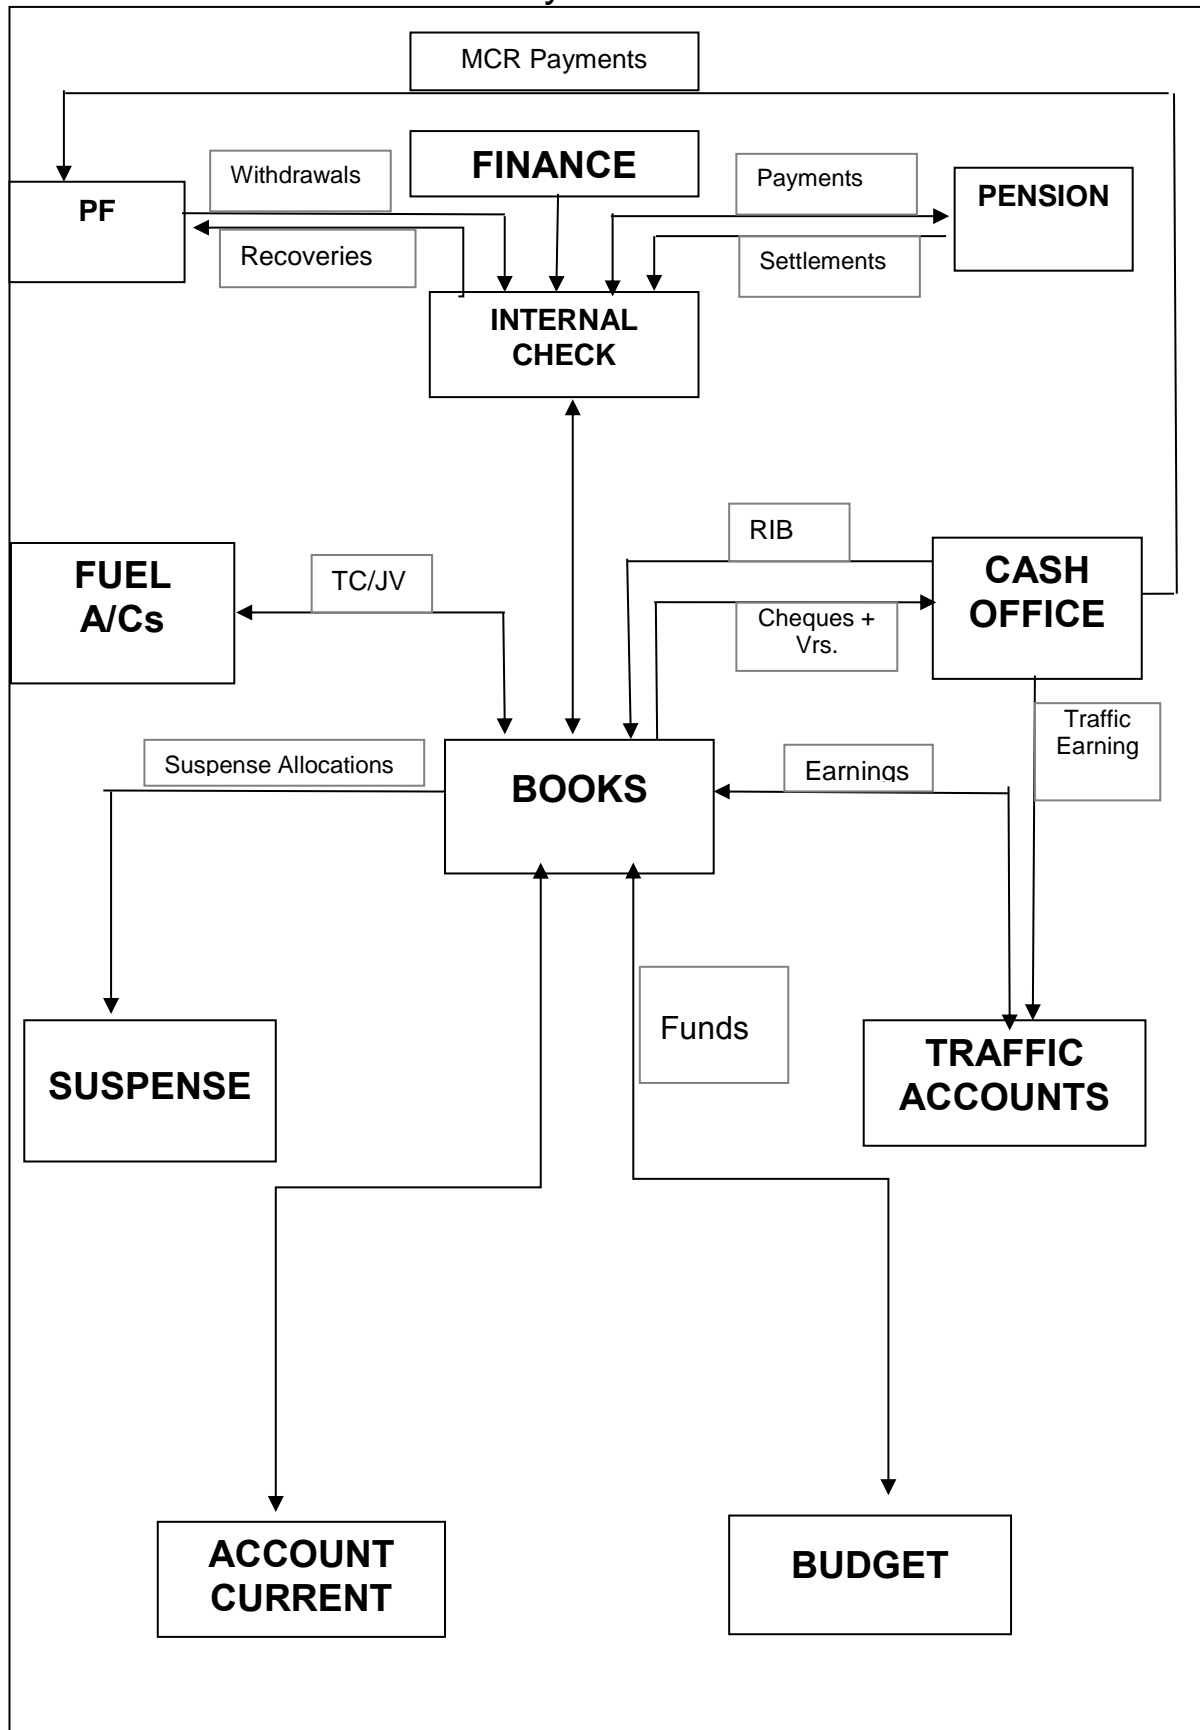 MCR Payments
FINANCE
Withdrawals
Payments
PF
PENSION
Recoveries
Settlements
INTERNAL
CHECK
RIB
FUEL
A/Cs
TC/JV
CASH
OFFICE
Cheques +
Vrs.
Traffic
Earning
Suspense Allocations
BOOKS
Earnings
Funds
SUSPENSE
TRAFFIC
ACCOUNTS
ACCOUNT
CURRENT
BUDGET